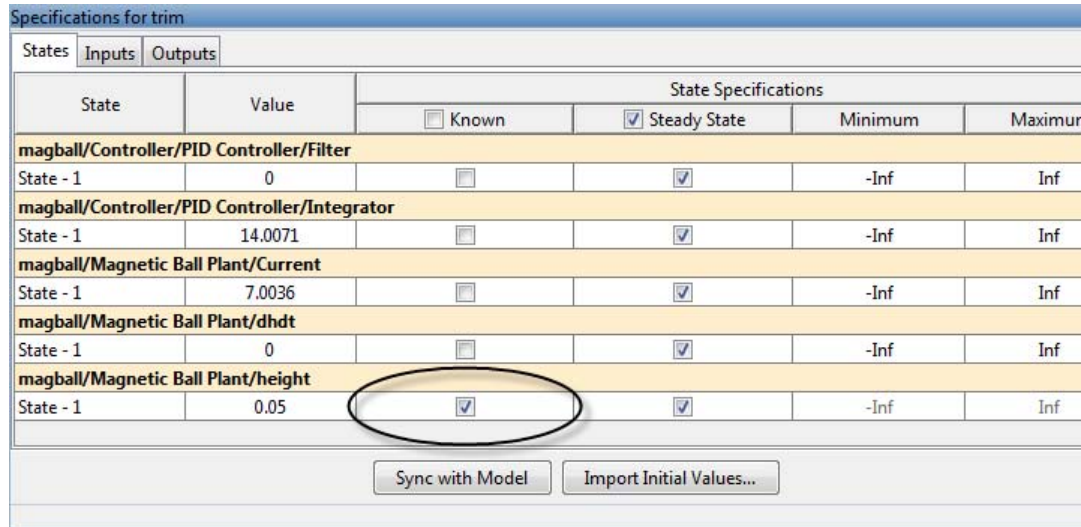 Specifications for trim
States Inputs Outputs
State Specifications
State Value Known Steady State Minimum Maximur
magball/Controller/PID Controller/Filter
State - 1 0 -Inf Inf
magball/Controller/PID Controller/Integrator
State - 1 14.0071 -Inf Inf
magball/Magnetic Ball Plant/Current
State - 1 7.0036 -Inf Inf
magball/Magnetic Ball Plant/dhdt
State - 1 0 -Inf Inf
magball/Magnetic Ball Plant/height
State - 1 0.05 -Inf Inf
Sync with Model Import Initial Values...